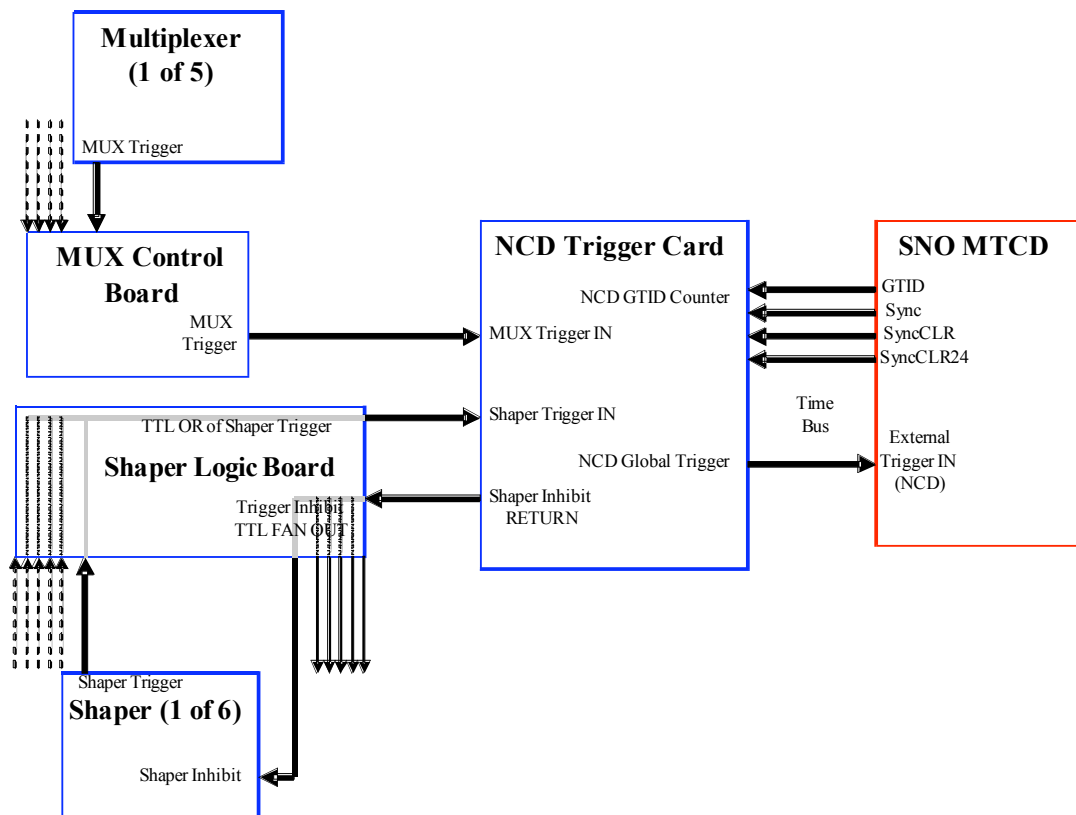 Multiplexer
(1 of 5)
MUX Trigger
MUX Control
Board
MUX
Trigger
NCD Trigger Card
NCD GTID Counter
MUX Trigger IN
Shaper Trigger IN
NCD Global Trigger
Shaper Inhibit
RETURN
SNO MTCD
GTID
Sync
SyncCLR
SyncCLR24
Time
Bus
External
Trigger IN
(NCD)
TTL OR of Shaper Trigger
Shaper Logic Board
Trigger Inhibit
TTL FAN OUT
Shaper Trigger
Shaper (1 of 6)
Shaper Inhibit